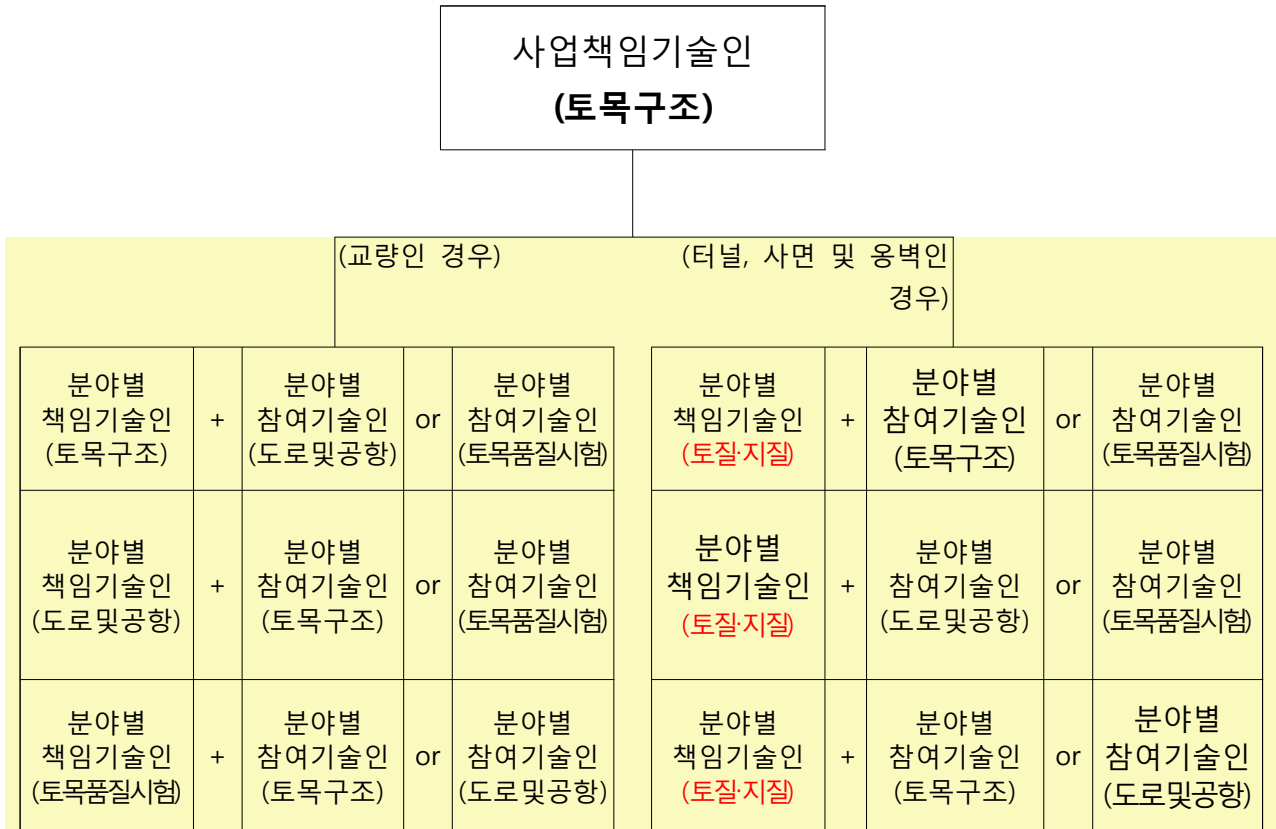 사업책임기술인
(토목구조)
(교량인 경우)
(터널, 사면 및 옹벽인
경우)
분야별
책임기술인
(토목구조)
+
분야별
참여기술인
(도로및공항)
or
분야별
참여기술인
(토목품질시험)
분야별
책임기술인
(토질·지질)
+
분야별
참여기술인
(토목구조)
or
분야별
참여기술인
(토목품질시험)
분야별
책임기술인
(도로및공항)
+
분야별
참여기술인
(토목구조)
or
분야별
참여기술인
(토목품질시험)
분야별
책임기술인
(토질·지질)
+
분야별
참여기술인
(도로및공항)
or
분야별
참여기술인
(토목품질시험)
분야별
책임기술인
(토목품질시험)
+
분야별
참여기술인
(토목구조)
or
분야별
참여기술인
(도로및공항)
분야별
책임기술인
(토질·지질)
+
분야별
참여기술인
(토목구조)
or
분야별
참여기술인
(도로및공항)